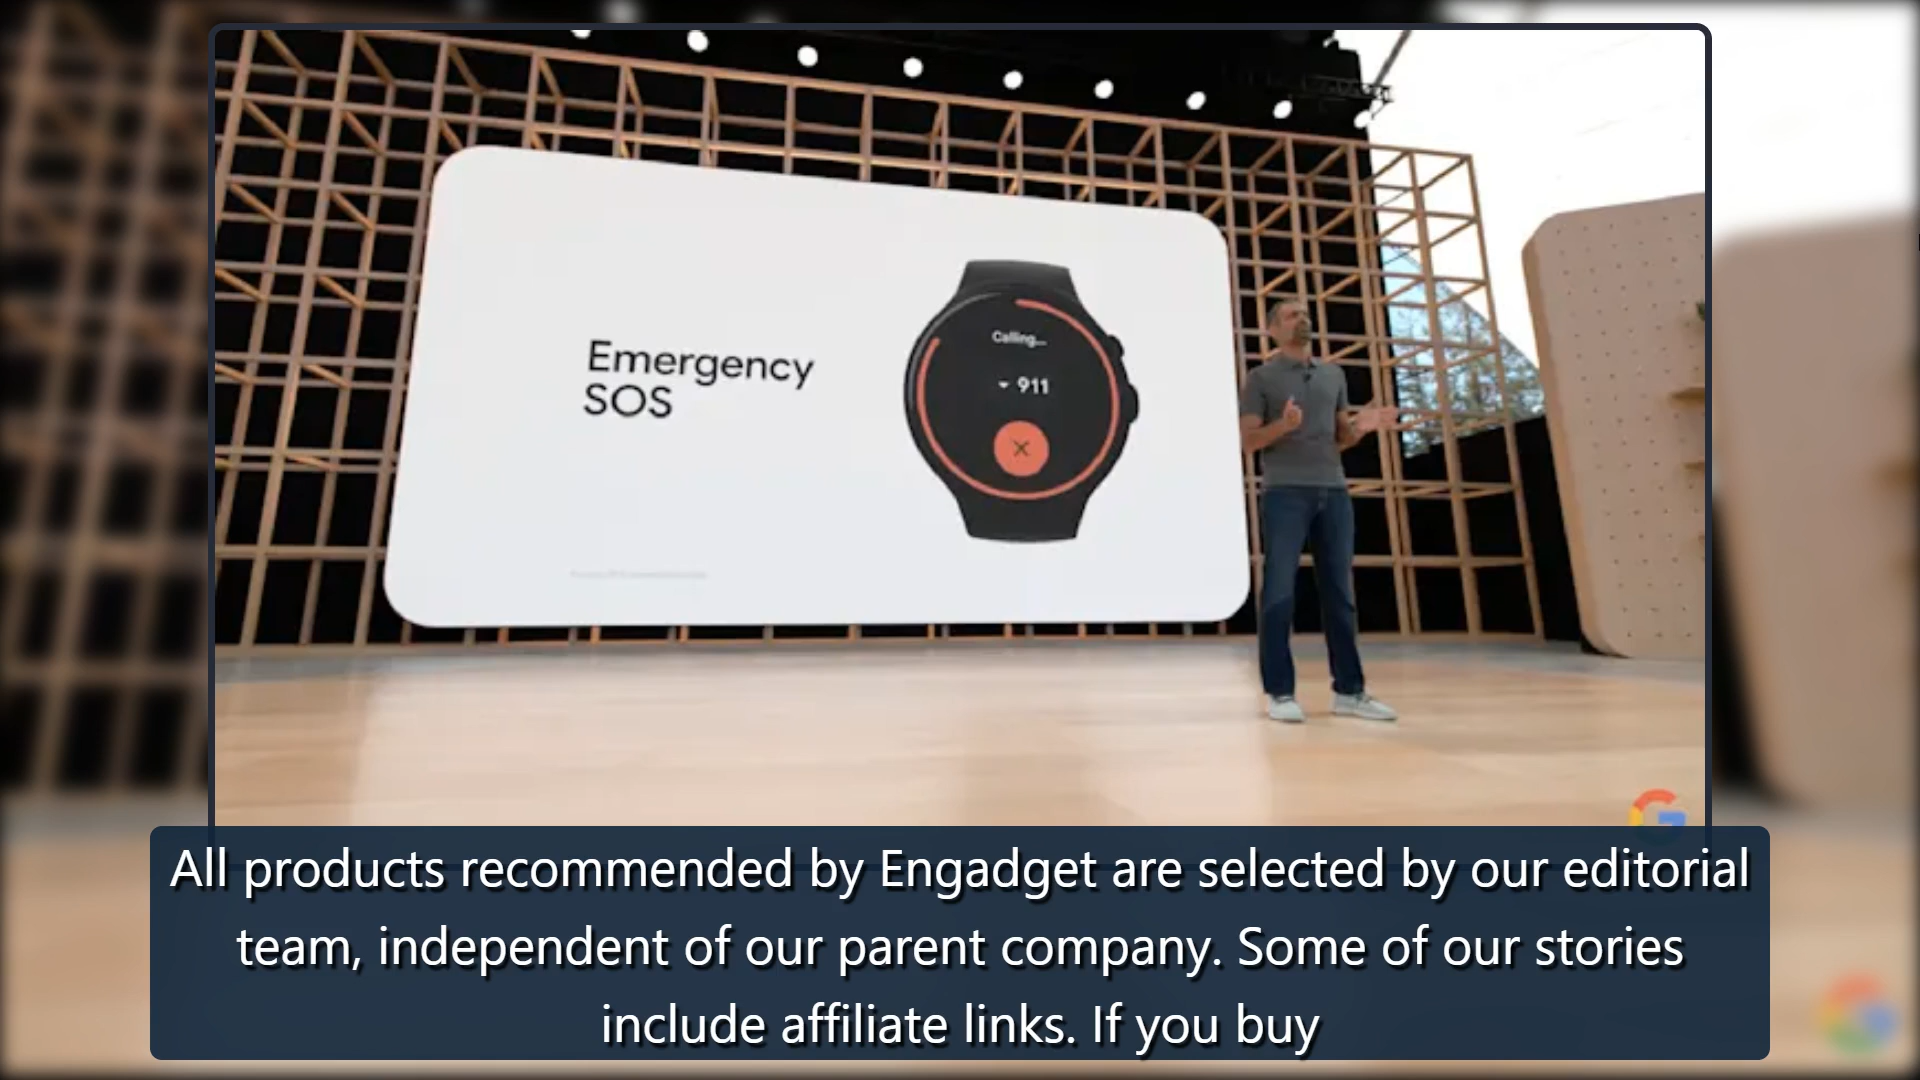 Emergency
SOS
Calling...
911
All products recommended by Engadget are selected by our editorial
team, independent of our parent company. Some of our stories
include affiliate links. If you buy